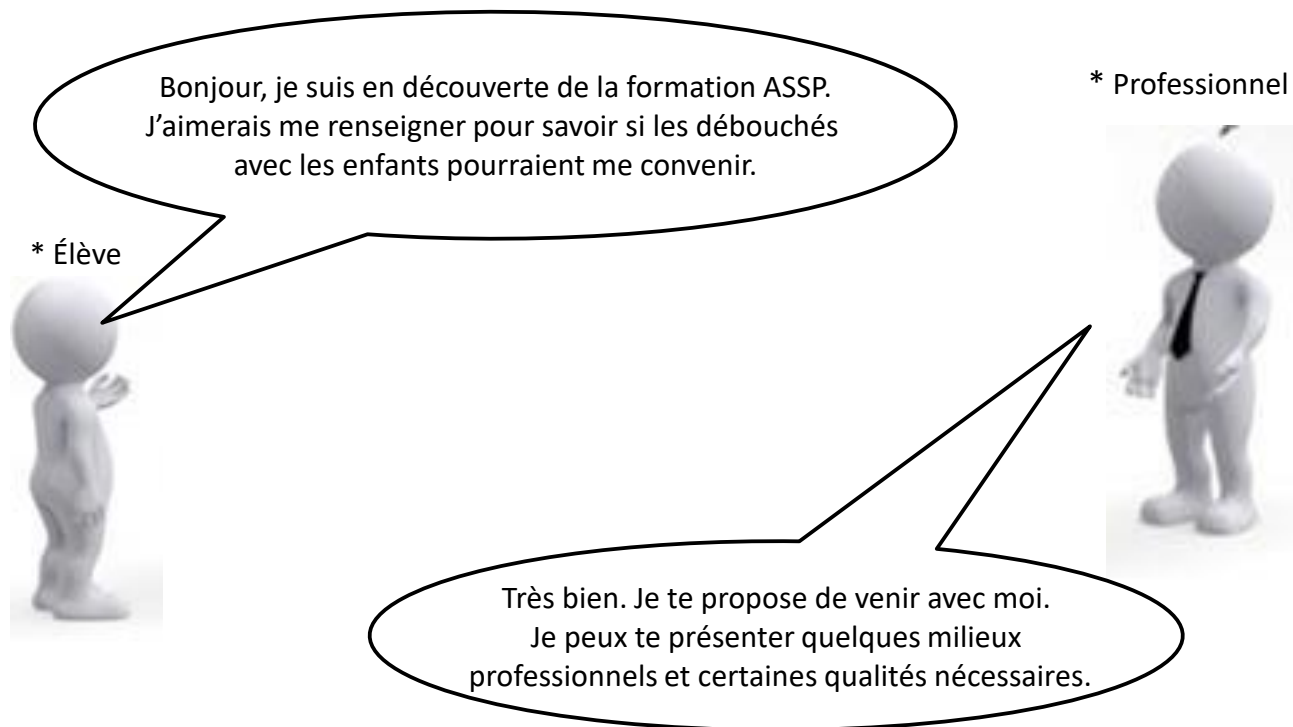 Bonjour, je suis en découverte de la formation ASSP.
J’aimerais me renseigner pour savoir si les débouchés
avec les enfants pourraient me convenir.
* Professionnel
* Élève
Très bien. Je te propose de venir avec moi.
Je peux te présenter quelques milieux
professionnels et certaines qualités nécessaires.